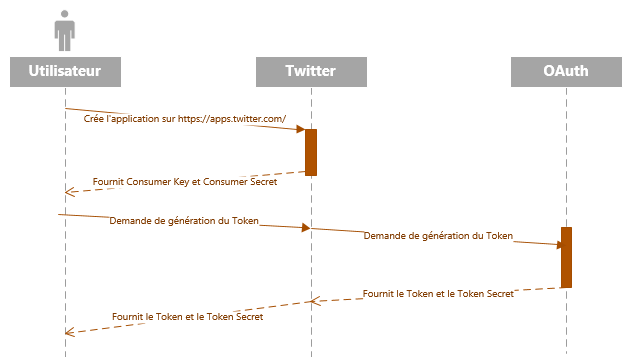 Utilisateur
Twitter
OAuth
Crée l'application sur https://apps.twitter.com/
Fournit Consumer Key et Consumer Secret
Demande de génération du Token
Demande de génération du Token
Fournit le Token et le Token Secret
Fournit le Token et le Token Secret